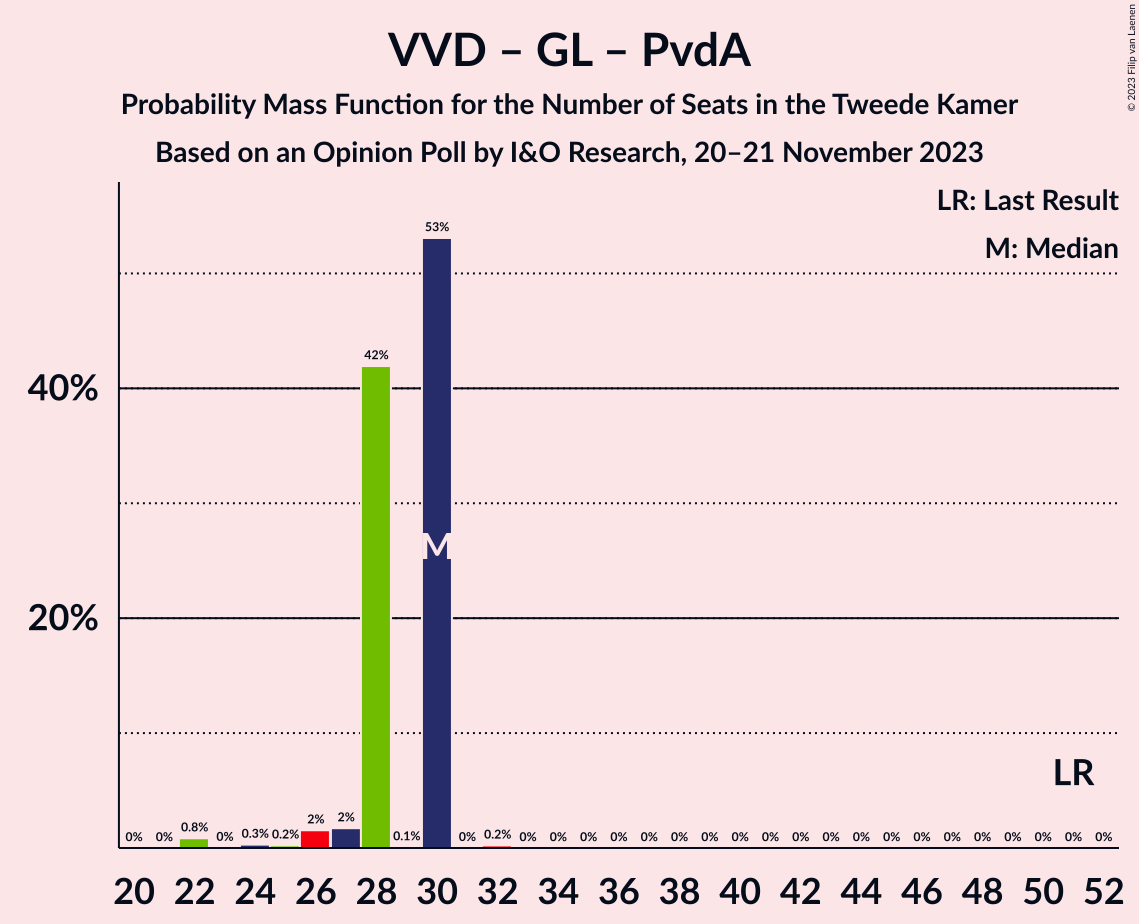 VVD – GL – PvdA
Probability Mass Function for the Number of Seats in the Tweede Kamer
Based on an Opinion Poll by I&O Research, 20–21 November 2023
© 2023 Filip van Laenen
LR: Last Result
M: Median
40%
20%
0% 0% 0.8% 0% 0.3% 0.2% 2% 2% 42% 0.1% 53% 0% 0.2% 0% 0% 0% 0% 0% 0% 0% 0% 0% 0% 0% 0% 0% 0% 0% 0% 0% 0% 0% 0%
M
LR
20 22 24 26 28 30 32 34 36 38 40 42 44 46 48 50 52